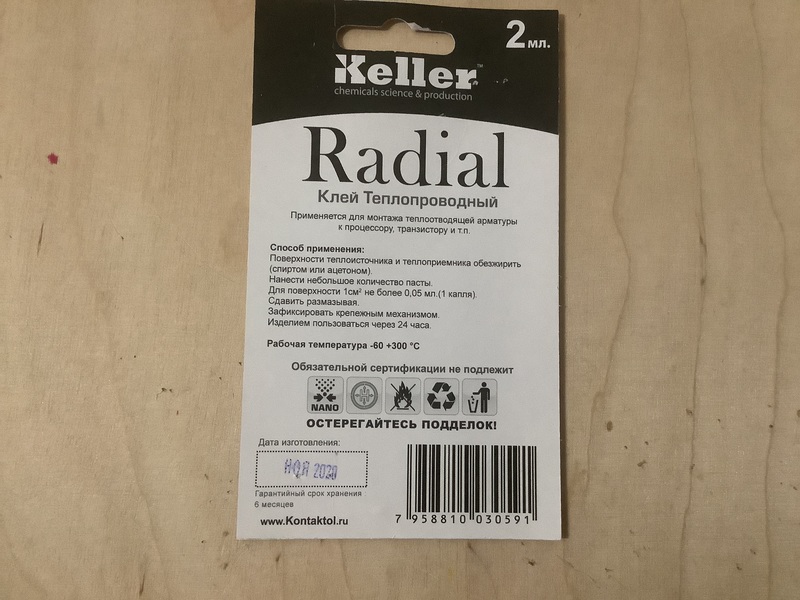 2 мл.
Keller™
chemicals science & production
Radial
Клей Теплопроводный
Применяется для монтажа теплоотводящей арматуры
к процессору, транзистору и т.п.
Способ применения:
Поверхности теплоисточника и теплоприемника обезжирить
(спиртом или ацетоном).
Нанести небольшое количество пасты.
Для поверхности 1см² не более 0,05 мл.(1 капля).
Сдавить размазывая.
Зафиксировать крепежным механизмом.
Изделием пользоваться через 24 часа.
Рабочая температура -60 +300 °C
Обязательной сертификации не подлежит
NANO
ОСТЕРЕГАЙТЕСЬ ПОДДЕЛОК!
Дата изготовления:
НОЯ 2020
Гарантийный срок хранения
6 месяцев
www.Kontaktol.ru
7 958810 030591